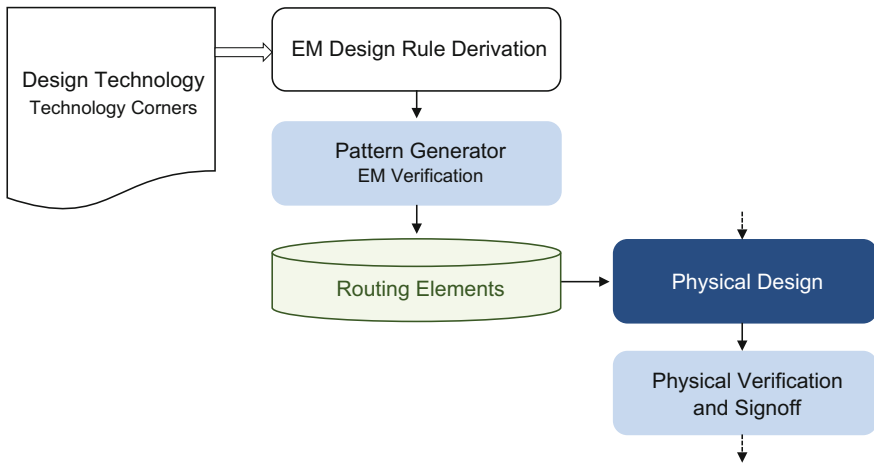 EM Design Rule Derivation
Design Technology
Technology Corners
Pattern Generator
EM Verification
Routing Elements
Physical Design
Physical Verification
and Signoff